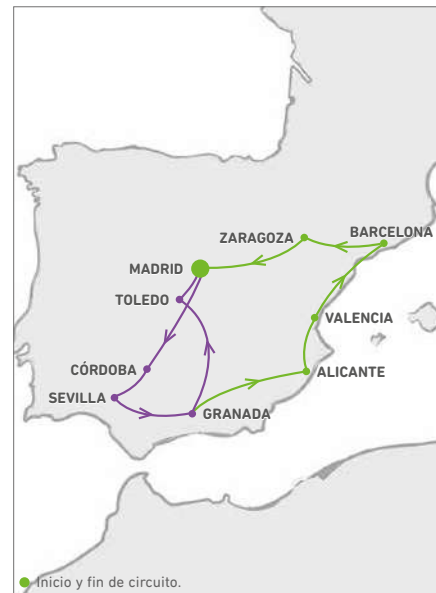 ZARAGOZA
BARCELONA
MADRID
TOLEDO
VALENCIA
CÓRDOBA
ALICANTE
SEVILLA
GRANADA
Inicio y fin de circuito.